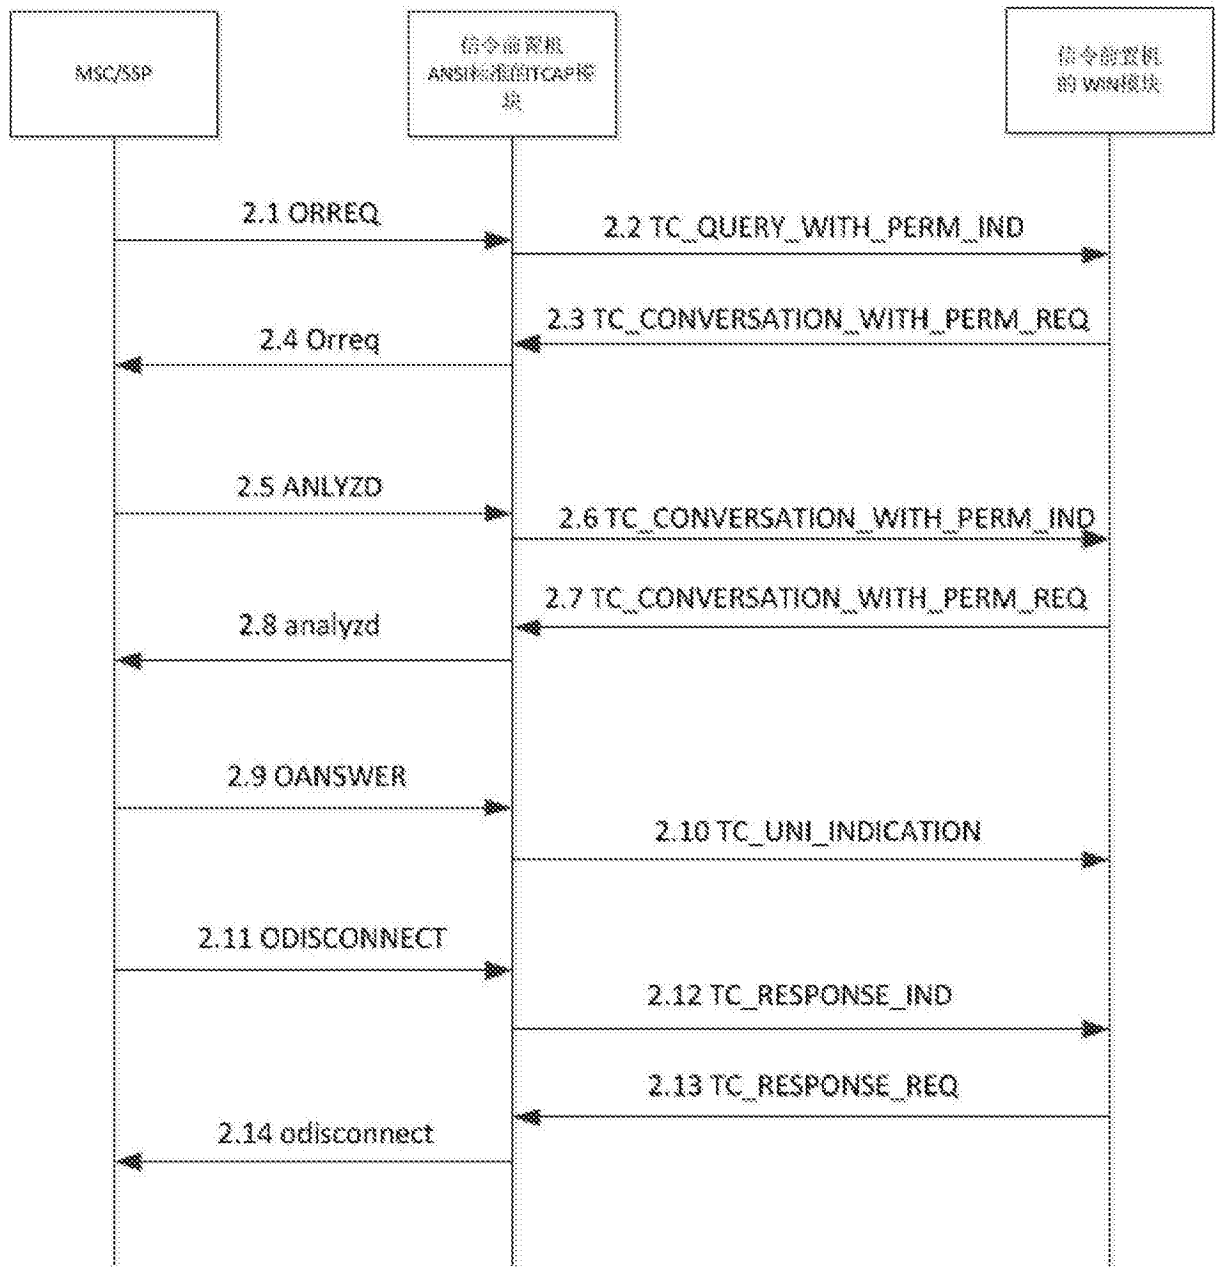 MSC/SSP
信令前置机
ANSI标准的TCAP模
块
信令前置机
的 WIN模块
2.1 ORREQ
2.2 TC_QUERY_WITH_PERM_IND
2.3 TC_CONVERSATION_WITH_PERM_REQ
2.4 Orreq
2.5 ANLYZD
2.6 TC_CONVERSATION_WITH_PERM_IND
2.7 TC_CONVERSATION_WITH_PERM_REQ
2.8 analyzd
2.9 OANSWER
2.10 TC_UNI_INDICATION
2.11 ODISCONNECT
2.12 TC_RESPONSE_IND
2.13 TC_RESPONSE_REQ
2.14 odisconnect